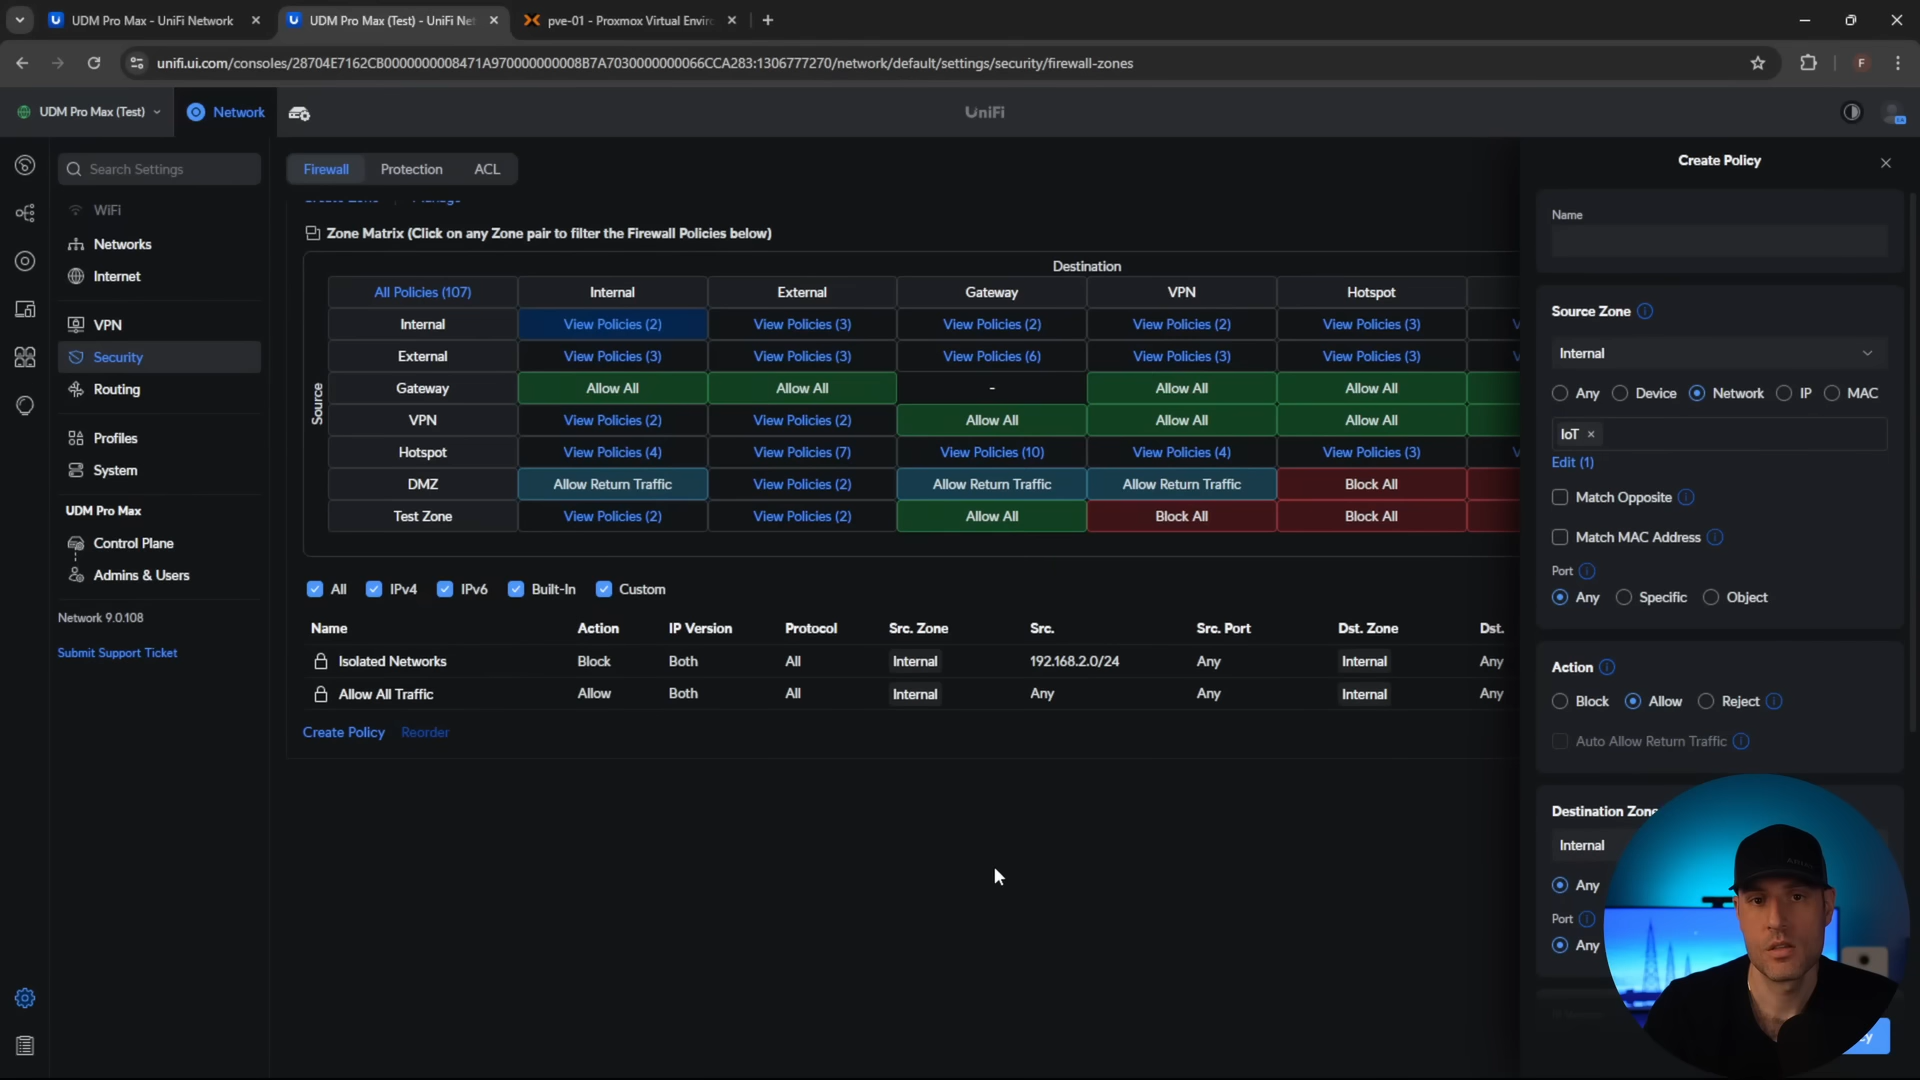 UDM Pro Max - UniFi Network
UDM Pro Max (Test) - UniFi Net
pve-01 - Proxmox Virtual Enviro
unifi.ui.com/consoles/28704E7162CB0000000008471A970000000008B7A7030000000066CCA283:1306777270/network/default/settings/security/firewall-zones
F
UDM Pro Max (Test)
Network
UniFi
Search Settings
WiFi
Networks
Internet
VPN
Security
Routing
Profiles
System
UDM Pro Max
Control Plane
Admins & Users
Network 9.0.108
Submit Support Ticket
Firewall Protection ACL
Create Zone Manage
Zone Matrix (Click on any Zone pair to filter the Firewall Policies below)
Destination
Source
All Policies (107) Internal External Gateway VPN Hotspot
Internal View Policies (2) View Policies (3) View Policies (2) View Policies (2) View Policies (3) V
External View Policies (3) View Policies (3) View Policies (6) View Policies (3) View Policies (3) V
Gateway Allow All Allow All - Allow All Allow All
VPN View Policies (2) View Policies (2) Allow All Allow All Allow All
Hotspot View Policies (4) View Policies (7) View Policies (10) View Policies (4) View Policies (3) V
DMZ Allow Return Traffic View Policies (2) Allow Return Traffic Allow Return Traffic Block All
Test Zone View Policies (2) View Policies (2) Allow All Block All Block All
All IPv4 IPv6 Built-In Custom
Name Action IP Version Protocol Src. Zone Src. Src. Port Dst. Zone Dst.
Isolated Networks Block Both All Internal 192.168.2.0/24 Any Internal Any
Allow All Traffic Allow Both All Internal Any Any Internal Any
Create Policy Reorder
Create Policy
Name
Source Zone
Internal
Any Device Network IP MAC
IoT ×
Edit (1)
Match Opposite
Match MAC Address
Port
Any Specific Object
Action
Block Allow Reject
Auto Allow Return Traffic
Destination Zone
Internal
Any
Port
Any